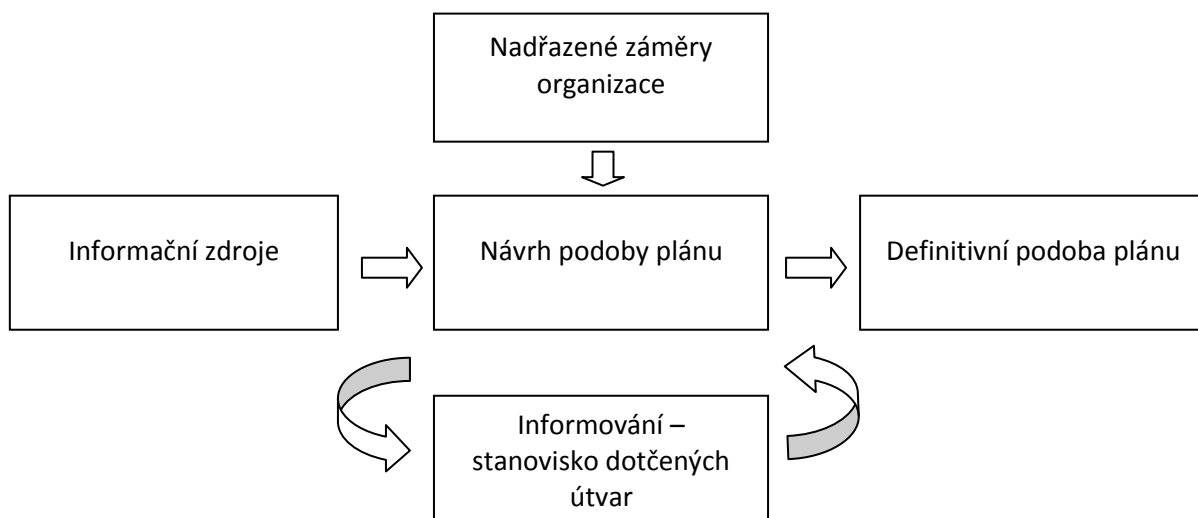 Nadřazené záměry
organizace
Informační zdroje
Návrh podoby plánu
Definitivní podoba plánu
Informování –
stanovisko dotčených
útvar